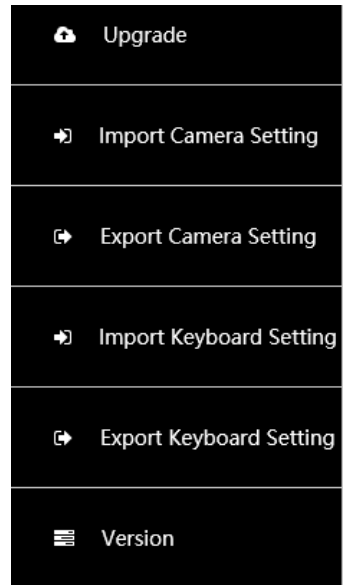 Upgrade
Import Camera Setting
Export Camera Setting
Import Keyboard Setting
Export Keyboard Setting
Version